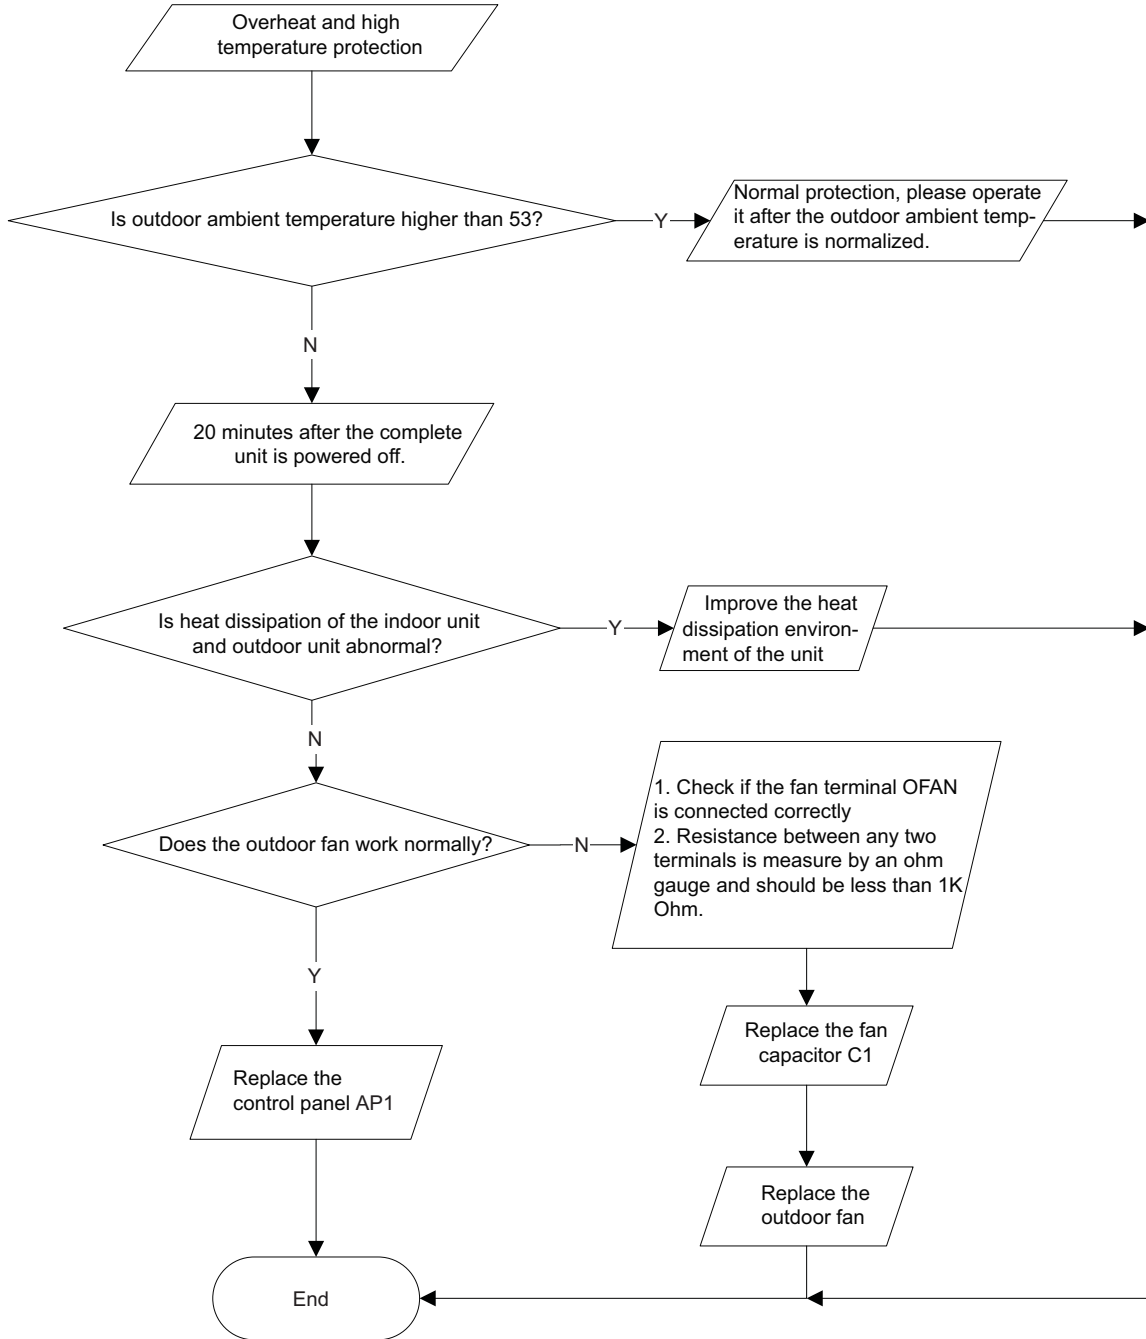 Overheat and high
temperature protection
Is outdoor ambient temperature higher than 53?
Y
Normal protection, please operate
it after the outdoor ambient temp-
erature is normalized.
N
20 minutes after the complete
unit is powered off.
Is heat dissipation of the indoor unit
and outdoor unit abnormal?
Y
Improve the heat
dissipation environ-
ment of the unit
N
Does the outdoor fan work normally?
N
1. Check if the fan terminal OFAN
is connected correctly
2. Resistance between any two
terminals is measure by an ohm
gauge and should be less than 1K
Ohm.
Y
Replace the fan
capacitor C1
Replace the
control panel AP1
Replace the
outdoor fan
End